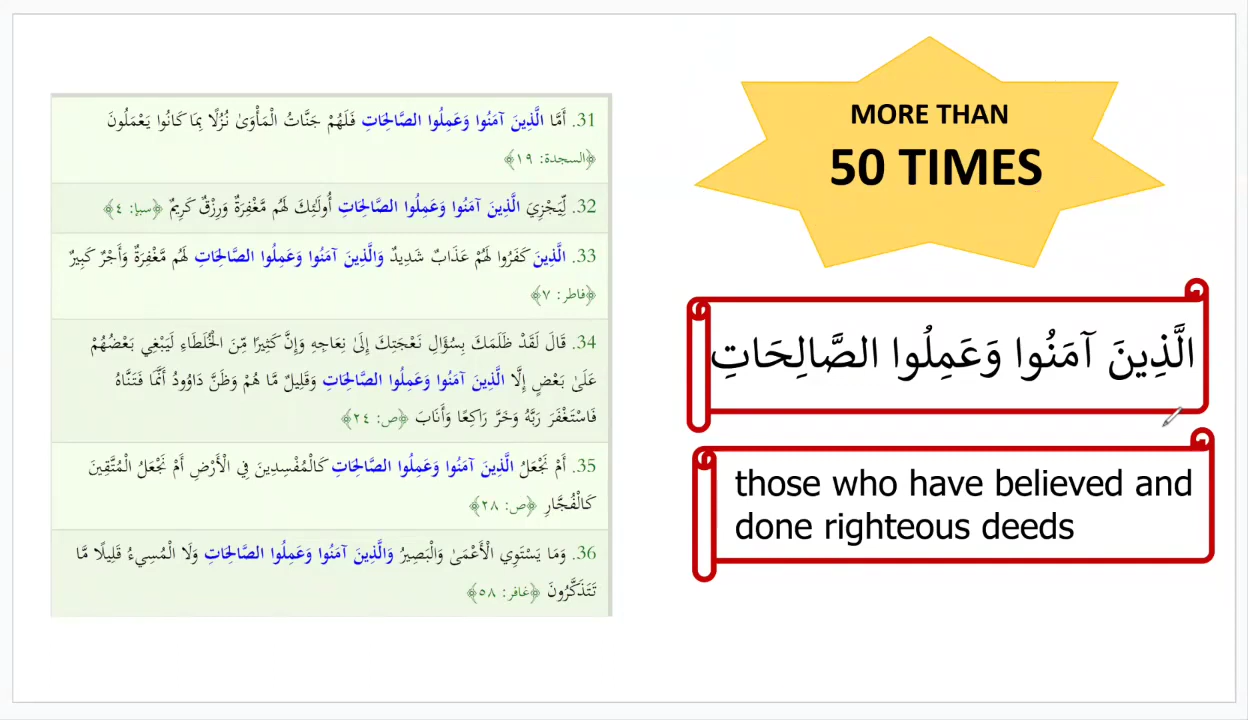 31. أَمَّا الَّذِينَ آمَنُوا وَعَمِلُوا الصَّالِحَاتِ فَلَهُمْ جَنَّاتُ الْمَأْوَىٰ نُزُلًا بِمَا كَانُوا يَعْمَلُونَ
﴿السجدة: ١٩﴾
32. لِّيَجْزِيَ الَّذِينَ آمَنُوا وَعَمِلُوا الصَّالِحَاتِ أُولَٰئِكَ لَهُم مَّغْفِرَةٌ وَرِزْقٌ كَرِيمٌ ﴿سبإ: ٤﴾
33. الَّذِينَ كَفَرُوا لَهُمْ عَذَابٌ شَدِيدٌ وَالَّذِينَ آمَنُوا وَعَمِلُوا الصَّالِحَاتِ لَهُم مَّغْفِرَةٌ وَأَجْرٌ كَبِيرٌ
﴿فاطر: ٧﴾
34. قَالَ لَقَدْ ظَلَمَكَ بِسُؤَالِ نَعْجَتِكَ إِلَىٰ نِعَاجِهِ وَإِنَّ كَثِيرًا مِّنَ الْخُلَطَاءِ لَيَبْغِي بَعْضُهُمْ
عَلَىٰ بَعْضٍ إِلَّا الَّذِينَ آمَنُوا وَعَمِلُوا الصَّالِحَاتِ وَقَلِيلٌ مَّا هُمْ وَظَنَّ دَاوُودُ أَنَّمَا فَتَنَّاهُ
فَاسْتَغْفَرَ رَبَّهُ وَخَرَّ رَاكِعًا وَأَنَابَ ﴿ص: ٢٤﴾
35. أَمْ نَجْعَلُ الَّذِينَ آمَنُوا وَعَمِلُوا الصَّالِحَاتِ كَالْمُفْسِدِينَ فِي الْأَرْضِ أَمْ نَجْعَلُ الْمُتَّقِينَ
كَالْفُجَّارِ ﴿ص: ٢٨﴾
36. وَمَا يَسْتَوِي الْأَعْمَىٰ وَالْبَصِيرُ وَالَّذِينَ آمَنُوا وَعَمِلُوا الصَّالِحَاتِ وَلَا الْمُسِيءُ قَلِيلًا مَّا
تَتَذَكَّرُونَ ﴿غافر: ٥٨﴾
MORE THAN
50 TIMES
الَّذِينَ آمَنُوا وَعَمِلُوا الصَّالِحَاتِ
those who have believed and
done righteous deeds